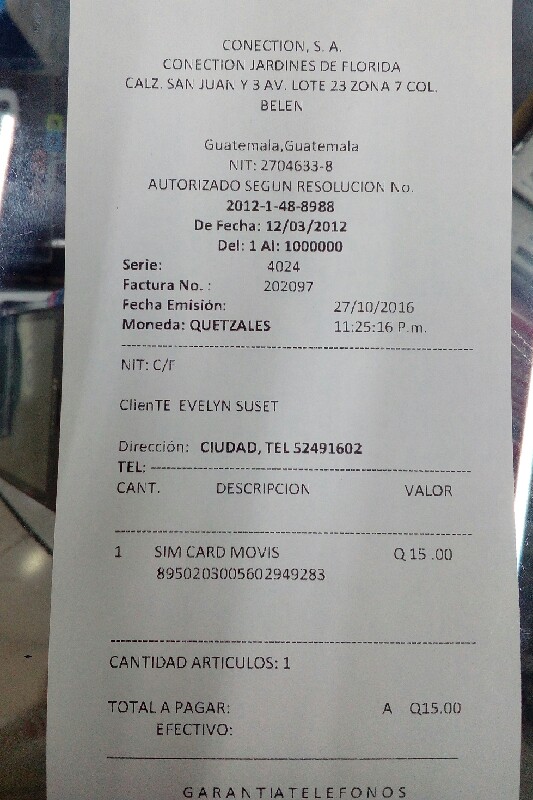 CONECTION, S. A.
CONECTION JARDINES DE FLORIDA
CALZ. SAN JUAN Y 3 AV. LOTE 23 ZONA 7 COL.
BELEN
Guatemala,Guatemala
NIT: 2704633-8
AUTORIZADO SEGUN RESOLUCION No.
2012-1-48-8988
De Fecha: 12/03/2012
Del: 1 Al: 1000000
Serie: 4024
Factura No. : 202097
Fecha Emisión: 27/10/2016
Moneda: QUETZALES 11:25:16 P.m.
NIT: C/F
ClienTE EVELYN SUSET
Dirección: CIUDAD, TEL 52491602
TEL:
CANT. DESCRIPCION VALOR
1 SIM CARD MOVIS Q 15 .00
8950203005602949283
CANTIDAD ARTICULOS: 1
TOTAL A PAGAR: A Q15.00
EFECTIVO:
GARANTIATELEFONOS